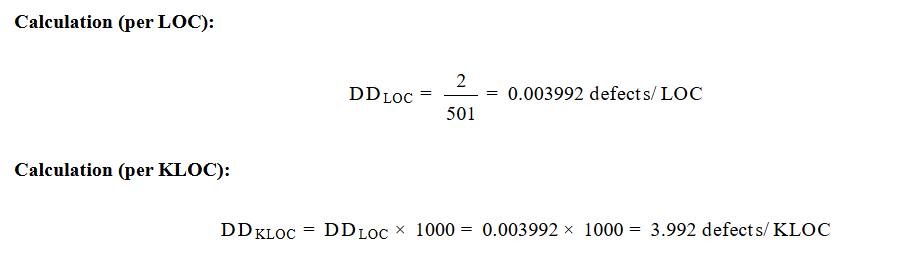 Calculation (per LOC):
DD LOC = 2/501 = 0.003992 defects/LOC
Calculation (per KLOC):
DD KLOC = DD LOC × 1000 = 0.003992 × 1000 = 3.992 defects/KLOC